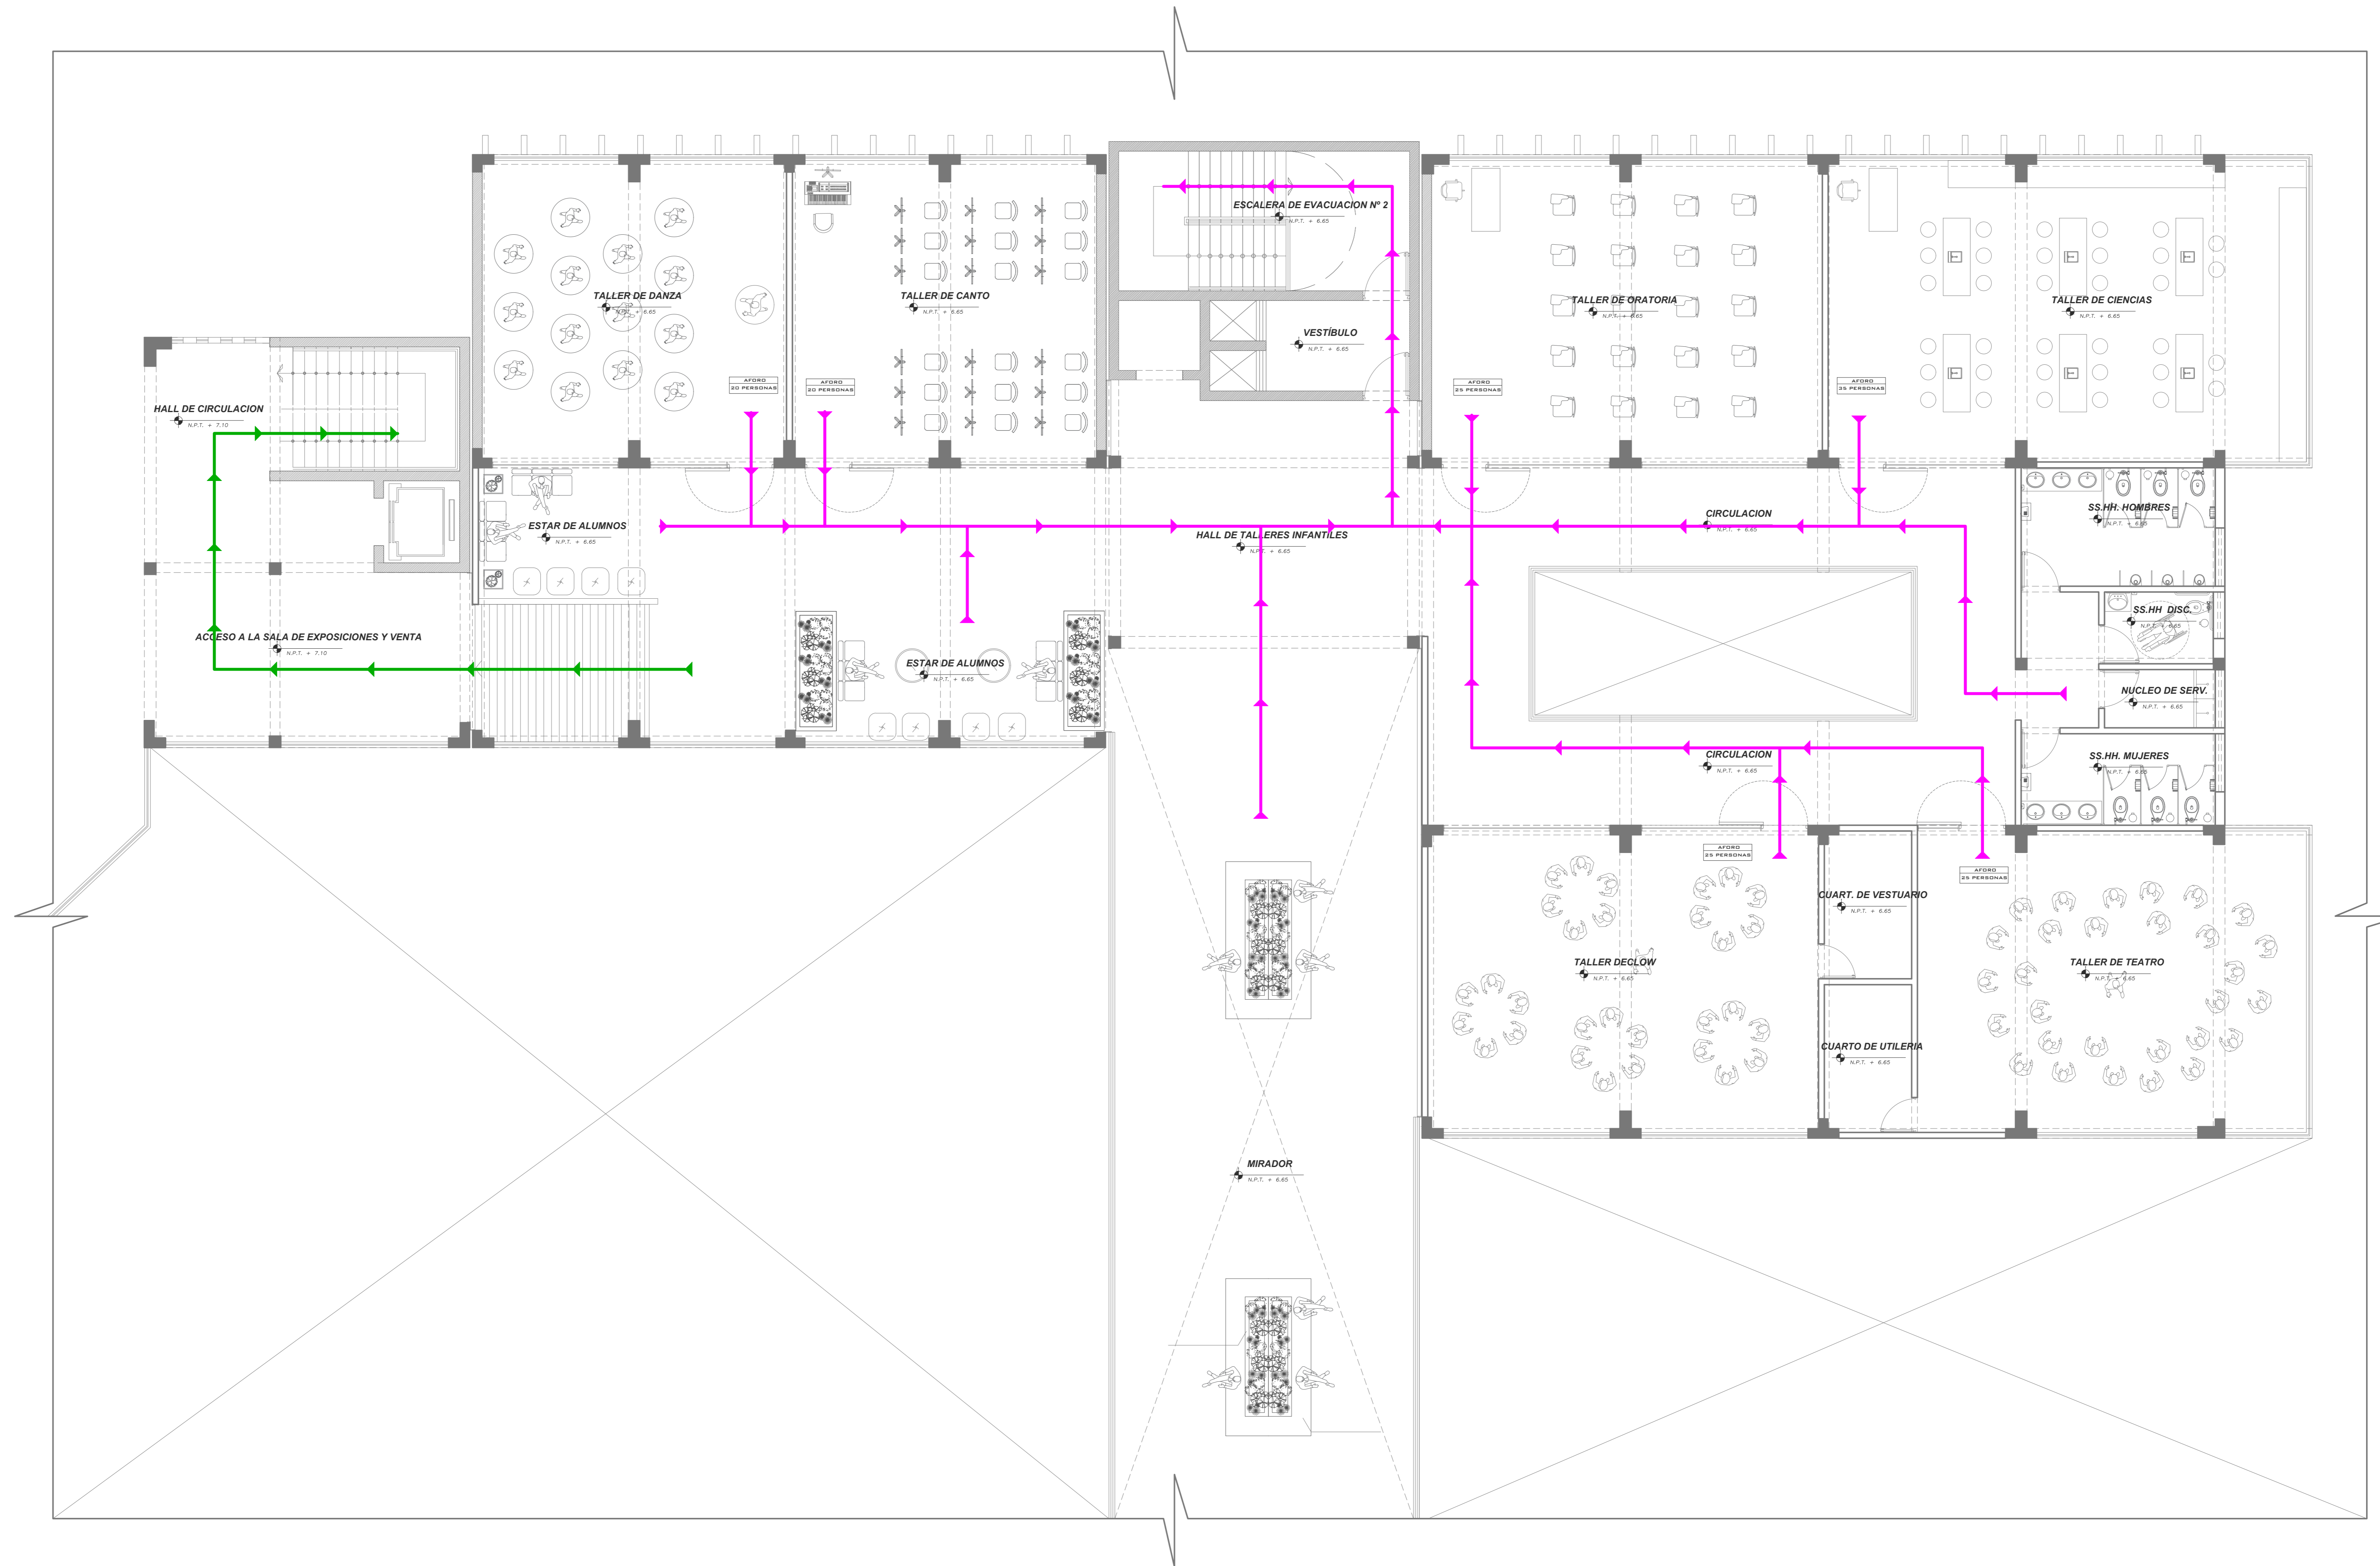 ESCALERA DE EVACUACION Nº 2
N.P.T. + 6.65
TALLER DE DANZA
N.P.T. + 6.65
TALLER DE CANTO
N.P.T. + 6.65
TALLER DE ORATORIA
N.P.T. + 6.65
TALLER DE CIENCIAS
N.P.T. + 6.65
VESTÍBULO
N.P.T. + 6.65
AFORO
20 PERSONAS
AFORO
20 PERSONAS
AFORO
25 PERSONAS
AFORO
25 PERSONAS
HALL DE CIRCULACION
N.P.T. + 7.10
ESTAR DE ALUMNOS
N.P.T. + 6.65
HALL DE TALLERES INFANTILES
N.P.T. + 6.65
CIRCULACION
N.P.T. + 6.65
SS.HH. HOMBRES
N.P.T. + 6.65
SS.HH DISC.
N.P.T. + 6.65
ACCESO A LA SALA DE EXPOSICIONES Y VENTA
N.P.T. + 7.10
ESTAR DE ALUMNOS
N.P.T. + 6.65
NUCLEO DE SERV.
N.P.T. + 6.65
CIRCULACION
N.P.T. + 6.65
SS.HH. MUJERES
N.P.T. + 6.65
AFORO
25 PERSONAS
AFORO
25 PERSONAS
CUART. DE VESTUARIO
N.P.T. + 6.65
TALLER DECLOW
N.P.T. + 6.65
TALLER DE TEATRO
N.P.T. + 6.65
CUARTO DE UTILERIA
N.P.T. + 6.65
MIRADOR
N.P.T. + 6.65